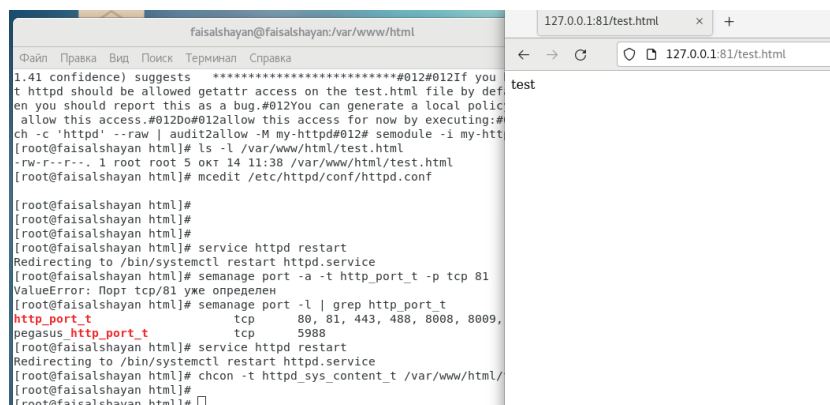 faisalshayan@faisalshayan:/var/www/html
Файл Правка Вид Поиск Терминал Справка
1.41 confidence) suggests   **************************#012#012If you
t httpd should be allowed getattr access on the test.html file by def
en you should report this as a bug.#012You can generate a local polic
 allow this access.#012Do#012allow this access for now by executing:#
ch -c 'httpd' --raw | audit2allow -M my-httpd#012# semodule -i my-htt
[root@faisalshayan html]# ls -l /var/www/html/test.html
-rw-r--r--. 1 root root 5 окт 14 11:38 /var/www/html/test.html
[root@faisalshayan html]# mcedit /etc/httpd/conf/httpd.conf
[root@faisalshayan html]#
[root@faisalshayan html]#
[root@faisalshayan html]#
[root@faisalshayan html]# service httpd restart
Redirecting to /bin/systemctl restart httpd.service
[root@faisalshayan html]# semanage port -a -t http_port_t -p tcp 81
ValueError: Порт tcp/81 уже определен
[root@faisalshayan html]# semanage port -l | grep http_port_t
http_port_t                    tcp      80, 81, 443, 488, 8008, 8009,
pegasus_http_port_t            tcp      5988
[root@faisalshayan html]# service httpd restart
Redirecting to /bin/systemctl restart httpd.service
[root@faisalshayan html]# chcon -t httpd_sys_content_t /var/www/html/
[root@faisalshayan html]#
[root@faisalshayan html]#
127.0.0.1:81/test.html
127.0.0.1:81/test.html
test